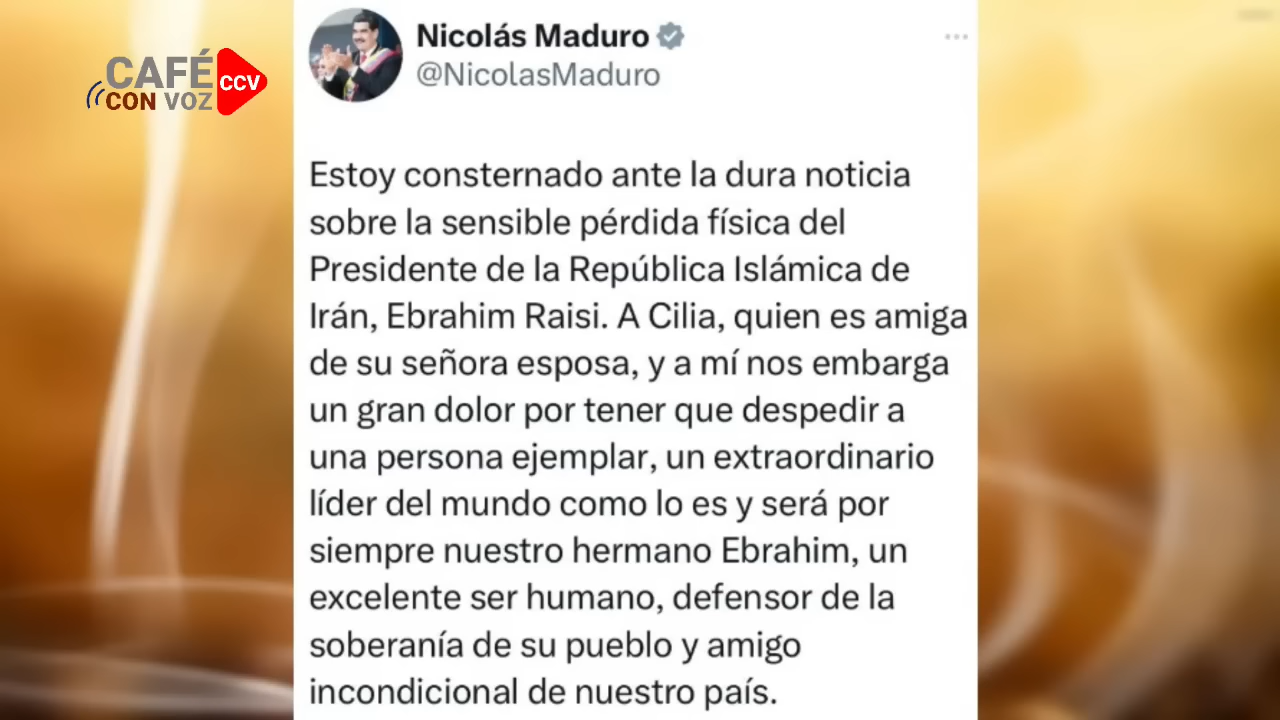 CAFÉ
CON VOZ
CCV
Nicolás Maduro
@NicolasMaduro
Estoy consternado ante la dura noticia
sobre la sensible pérdida física del
Presidente de la República Islámica de
Irán, Ebrahim Raisi. A Cilia, quien es amiga
de su señora esposa, y a mí nos embarga
un gran dolor por tener que despedir a
una persona ejemplar, un extraordinario
líder del mundo como lo es y será por
siempre nuestro hermano Ebrahim, un
excelente ser humano, defensor de la
soberanía de su pueblo y amigo
incondicional de nuestro país.